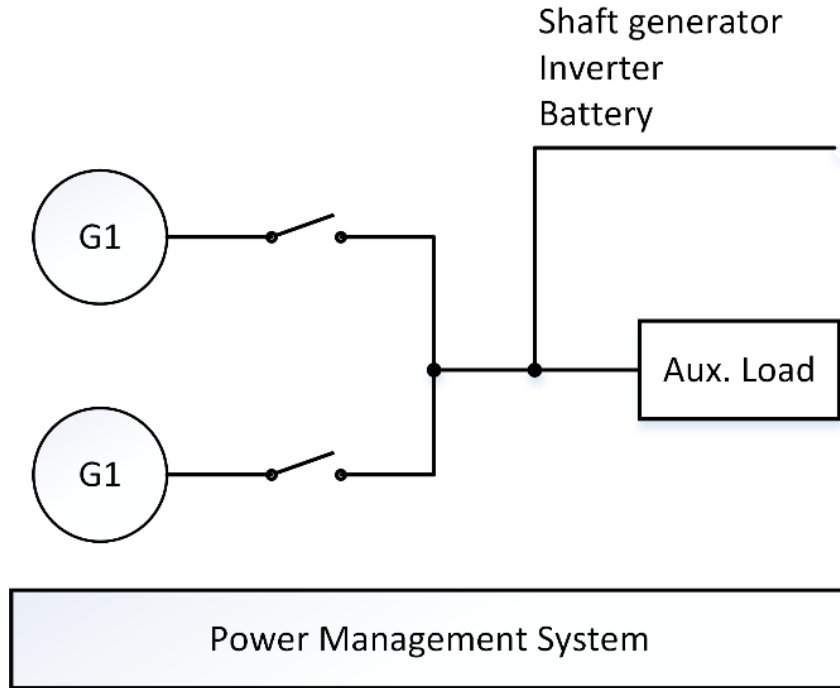 Shaft generator
Inverter
Battery
G1
Aux. Load
G1
Power Management System